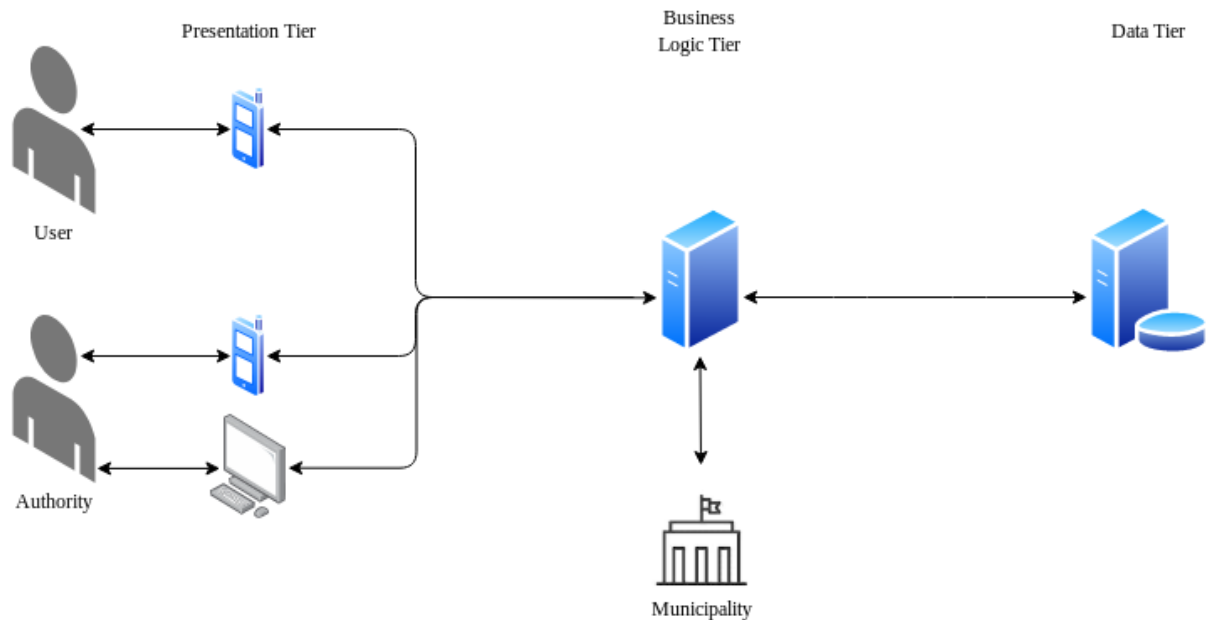 Presentation Tier
Business
Logic Tier
Data Tier
User
Authority
Municipality